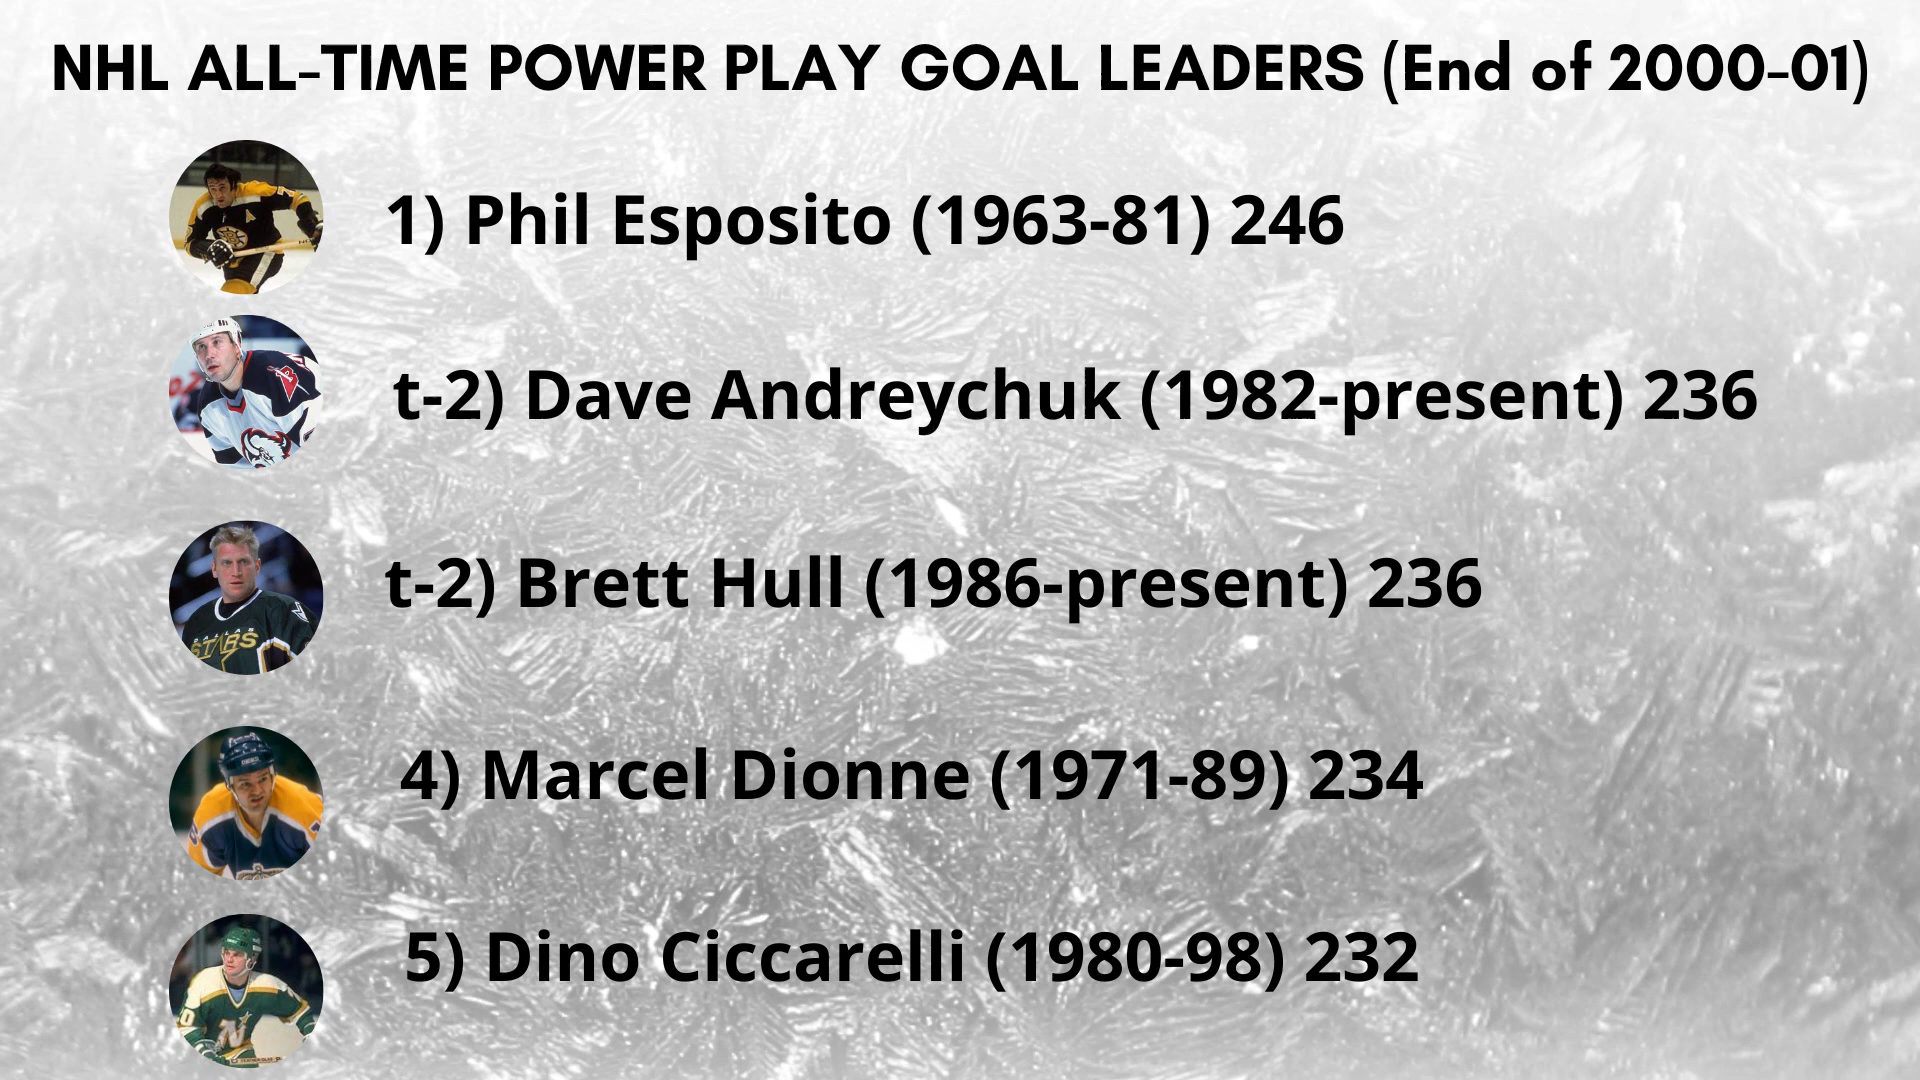 NHL ALL-TIME POWER PLAY GOAL LEADERS (End of 2000-01)
1) Phil Esposito (1963-81) 246
t-2) Dave Andreychuk (1982-present) 236
t-2) Brett Hull (1986-present) 236
DALLAS
STARS
4) Marcel Dionne (1971-89) 234
5) Dino Ciccarelli (1980-98) 232